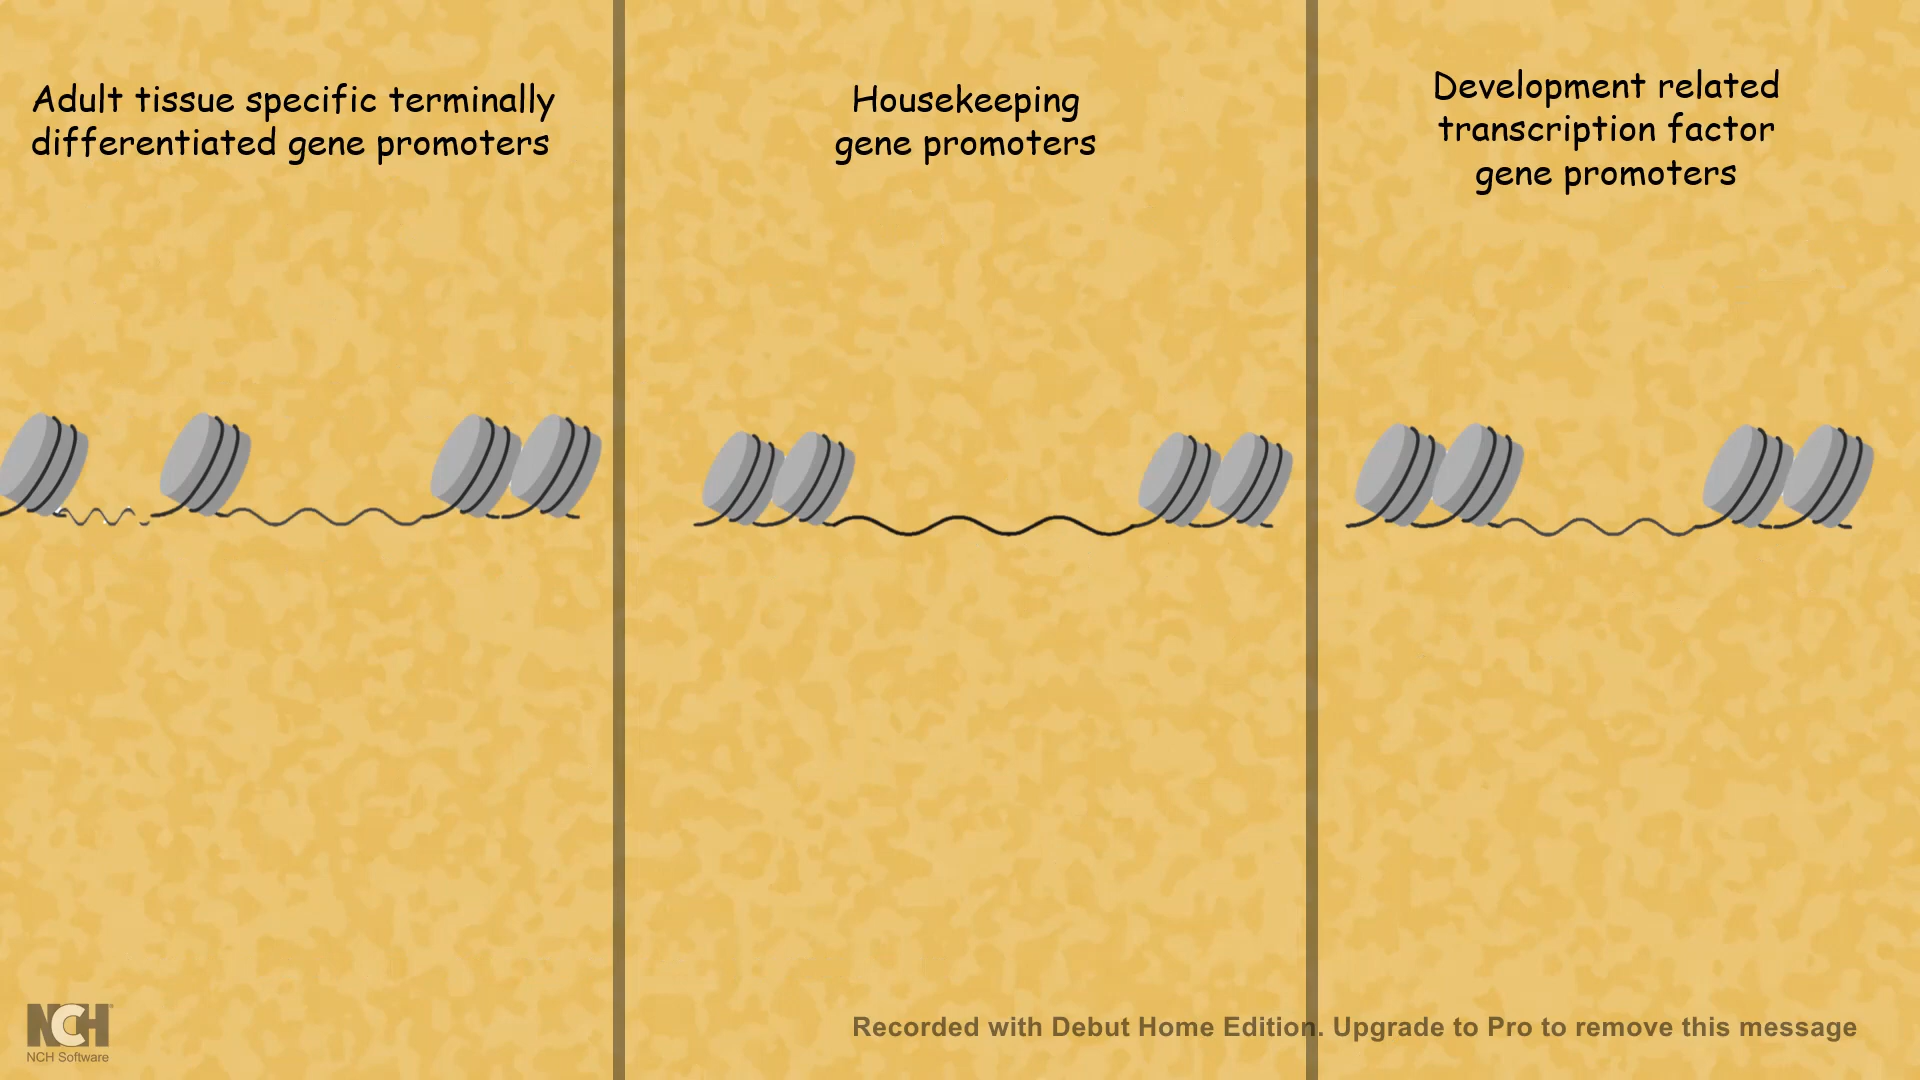 Adult tissue specific terminally
differentiated gene promoters
Housekeeping
gene promoters
Development related
transcription factor
gene promoters
NCH
NCH Software
Recorded with Debut Home Edition. Upgrade to Pro to remove this message